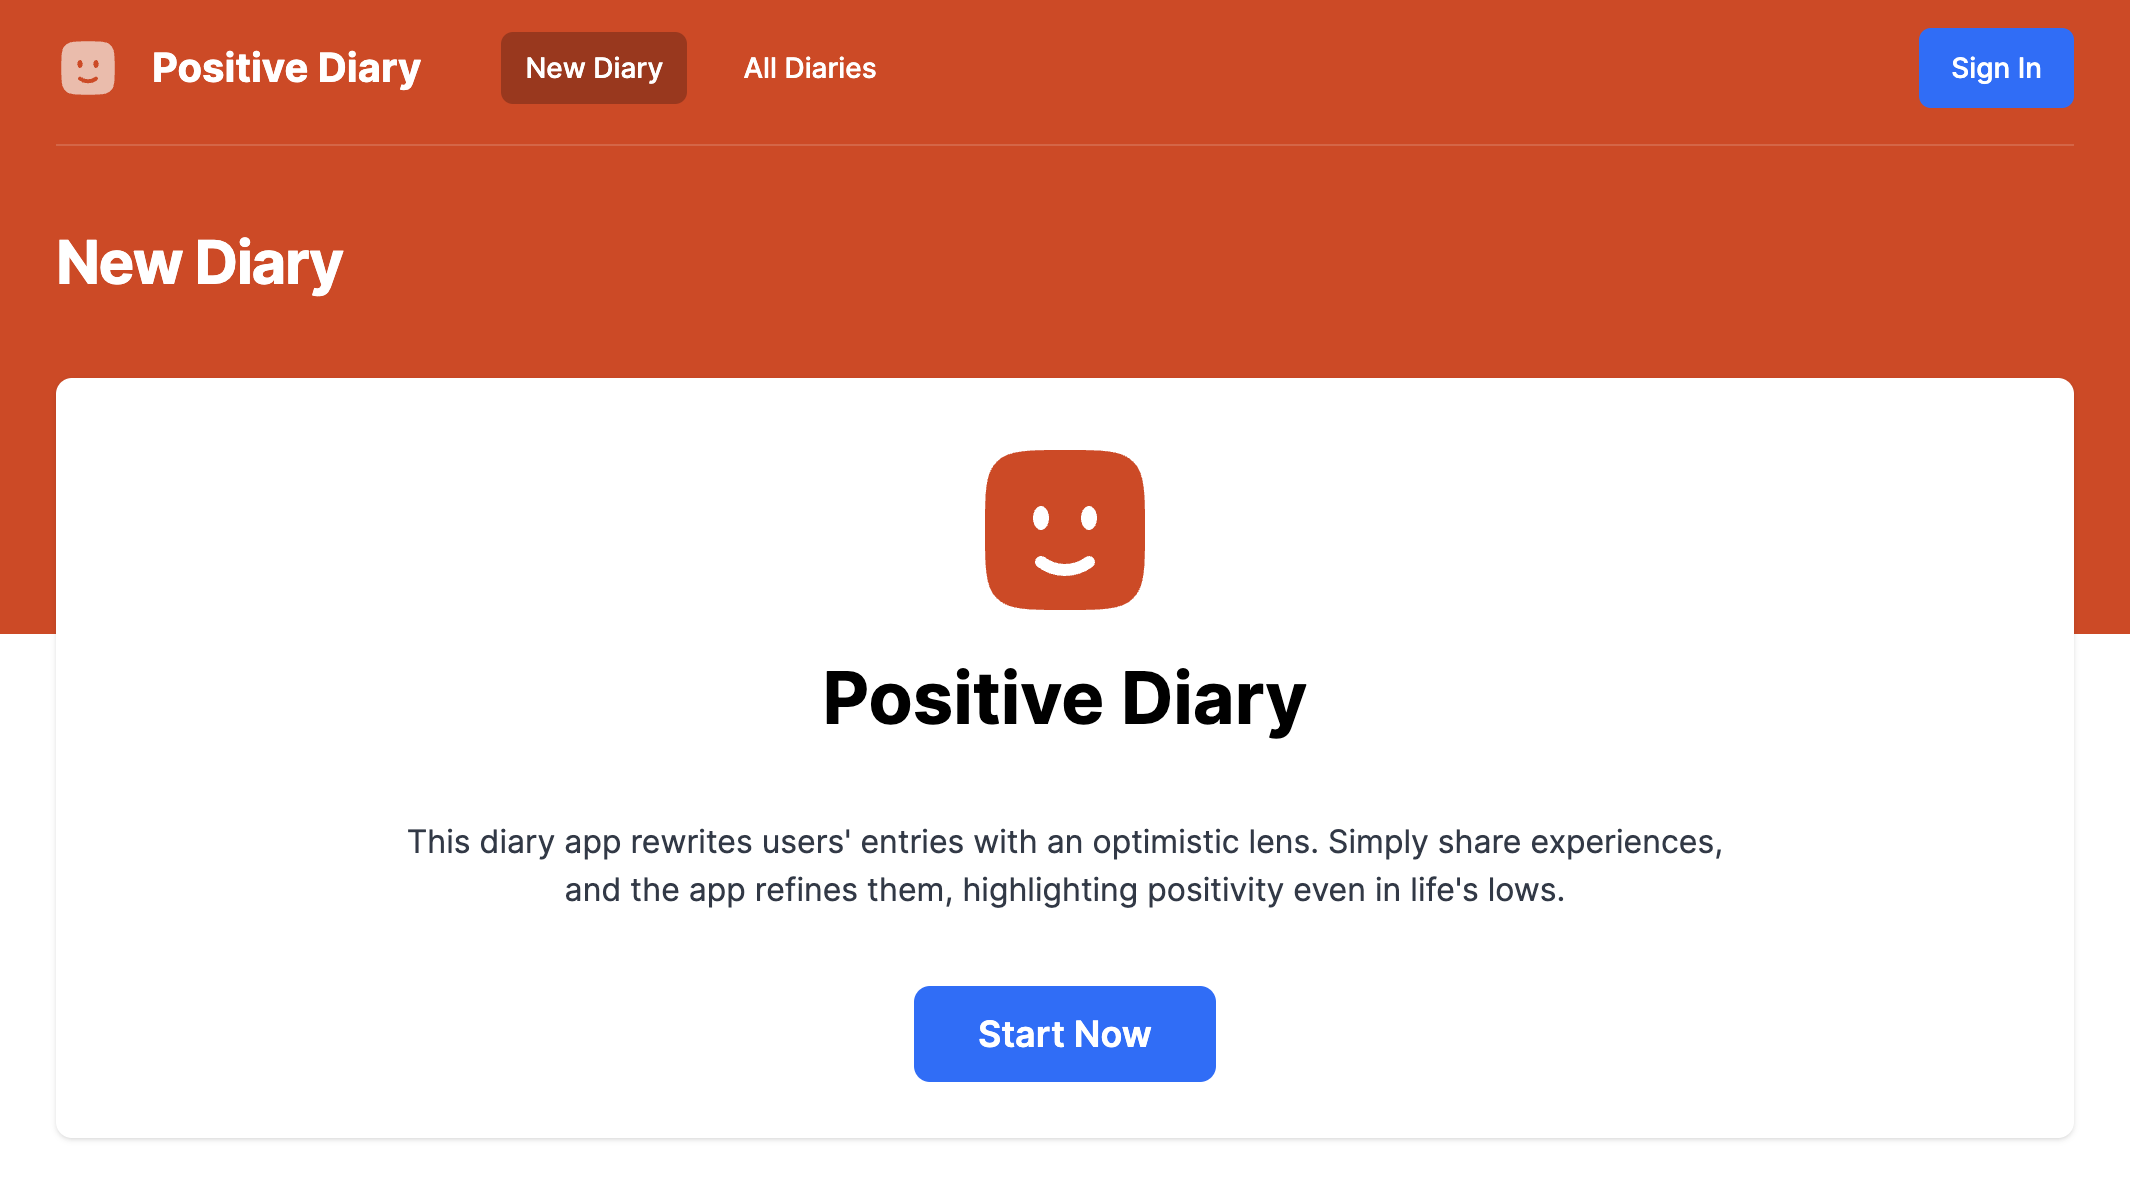 Positive Diary
New Diary
All Diaries
Sign In
New Diary
Positive Diary
This diary app rewrites users' entries with an optimistic lens. Simply share experiences,
and the app refines them, highlighting positivity even in life's lows.
Start Now